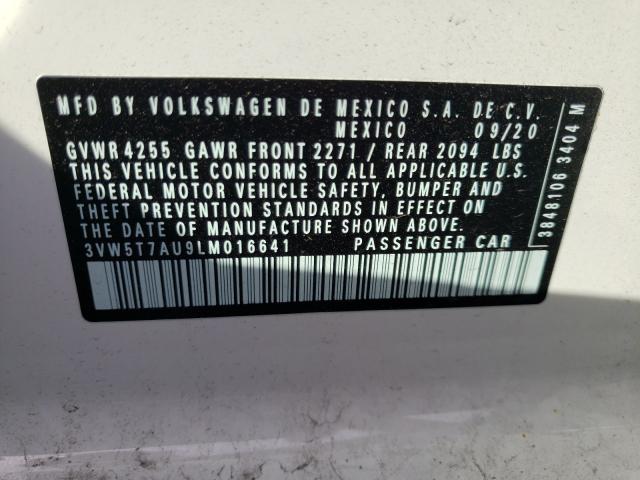 MFD BY VOLKSWAGEN DE MEXICO S.A. DE C.V.
MEXICO 09/20
GVWR 4255 GAWR FRONT 2271 / REAR 2094 LBS
THIS VEHICLE CONFORMS TO ALL APPLICABLE U.S.
FEDERAL MOTOR VEHICLE SAFETY, BUMPER AND
THEFT PREVENTION STANDARDS IN EFFECT ON
THE DATE OF MANUFACTURE SHOWN ABOVE.
3VW5T7AU9LM016641 PASSENGER CAR
3848106 3404 M